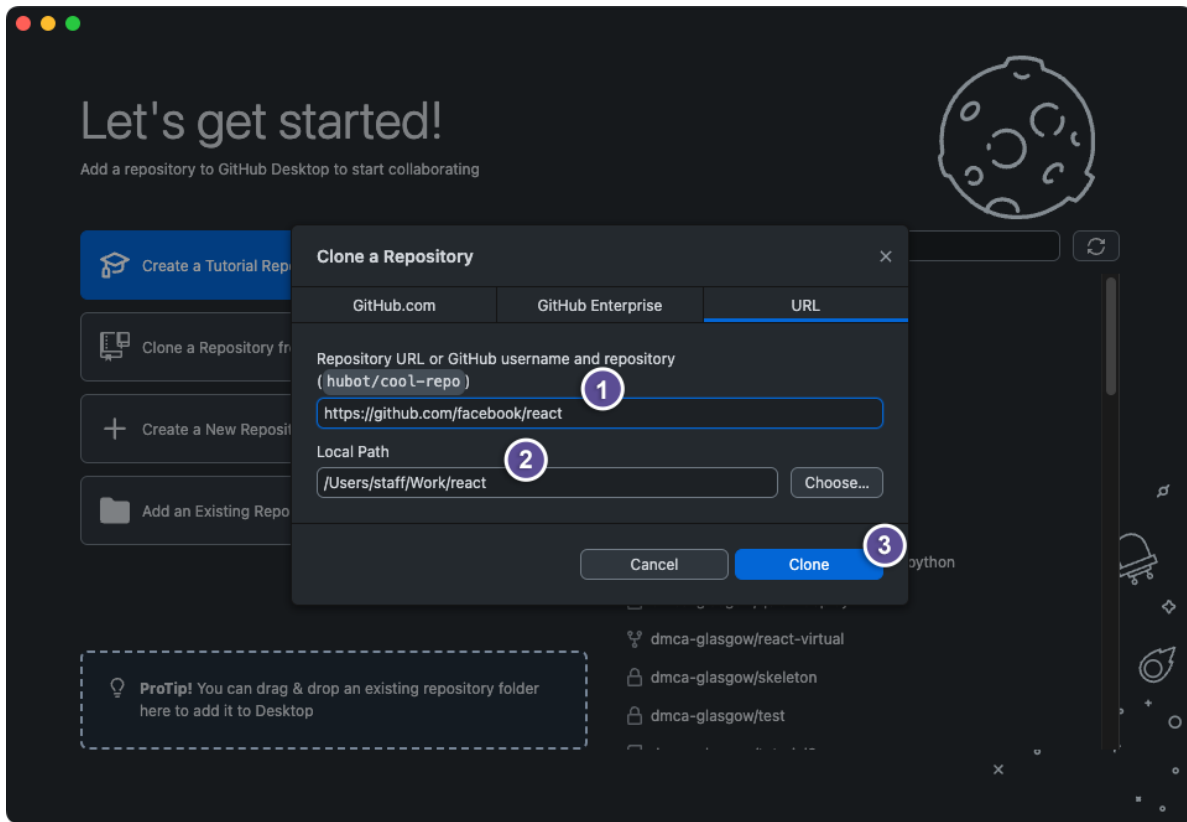 Let's get started!
Add a repository to GitHub Desktop to start collaborating
Create a Tutorial Rep
Clone a Repository fr
Create a New Reposit
Add an Existing Repo
Clone a Repository
GitHub.com
GitHub Enterprise
URL
Repository URL or GitHub username and repository
(hubot/cool-repo)
1
https://github.com/facebook/react
Local Path
2
/Users/staff/Work/react
Choose...
3
Cancel
Clone
python
dmca-glasgow/react-virtual
dmca-glasgow/skeleton
dmca-glasgow/test
ProTip! You can drag & drop an existing repository folder
here to add it to Desktop